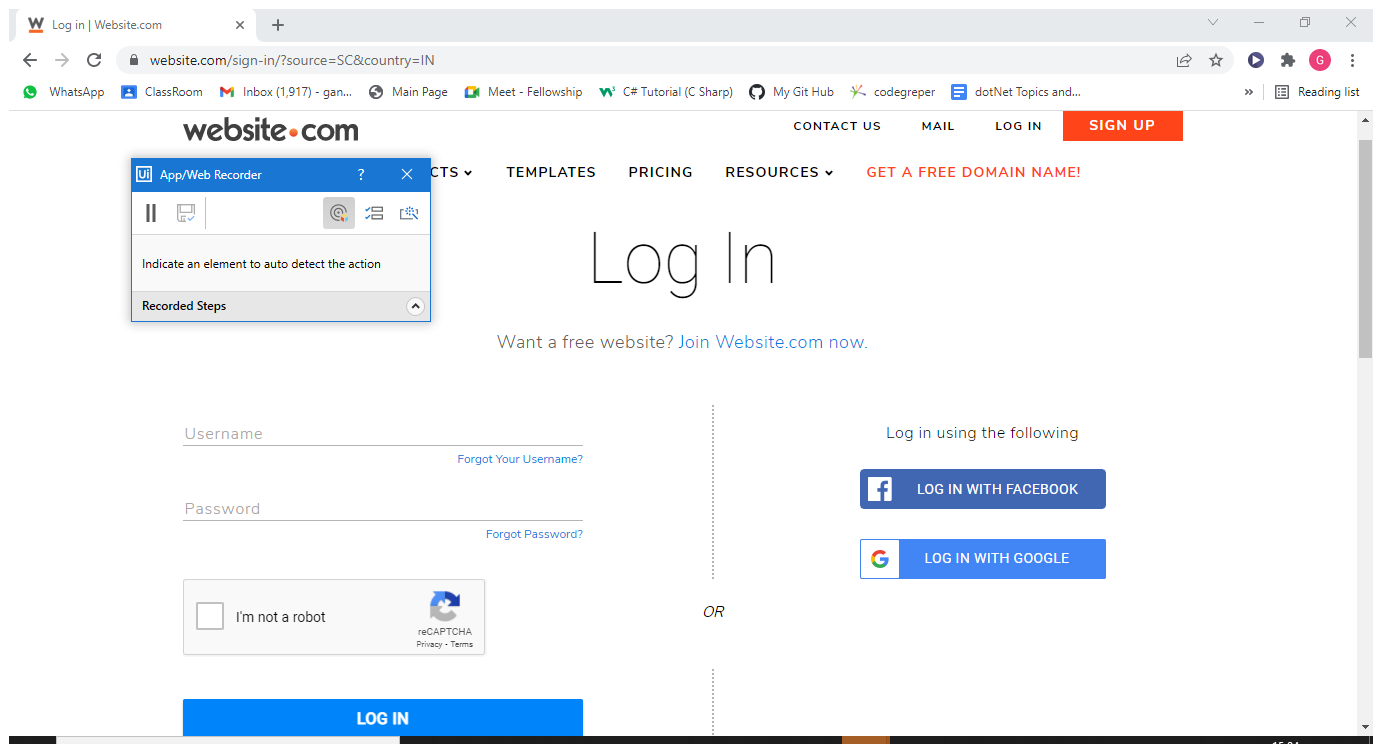 Log in | Website.com
website.com/sign-in/?source=SC&country=IN
G
WhatsApp ClassRoom Inbox (1,917) - gan... Main Page Meet - Fellowship C# Tutorial (C Sharp) My Git Hub codegreper dotNet Topics and... » Reading list
website.com
CONTACT US MAIL LOG IN SIGN UP
Ui App/Web Recorder ?
CTS TEMPLATES PRICING RESOURCES GET A FREE DOMAIN NAME!
Indicate an element to auto detect the action
Recorded Steps
Log In
Want a free website? Join Website.com now.
Username
Forgot Your Username?
Password
Forgot Password?
I'm not a robot
reCAPTCHA
Privacy - Terms
LOG IN
OR
Log in using the following
LOG IN WITH FACEBOOK
LOG IN WITH GOOGLE